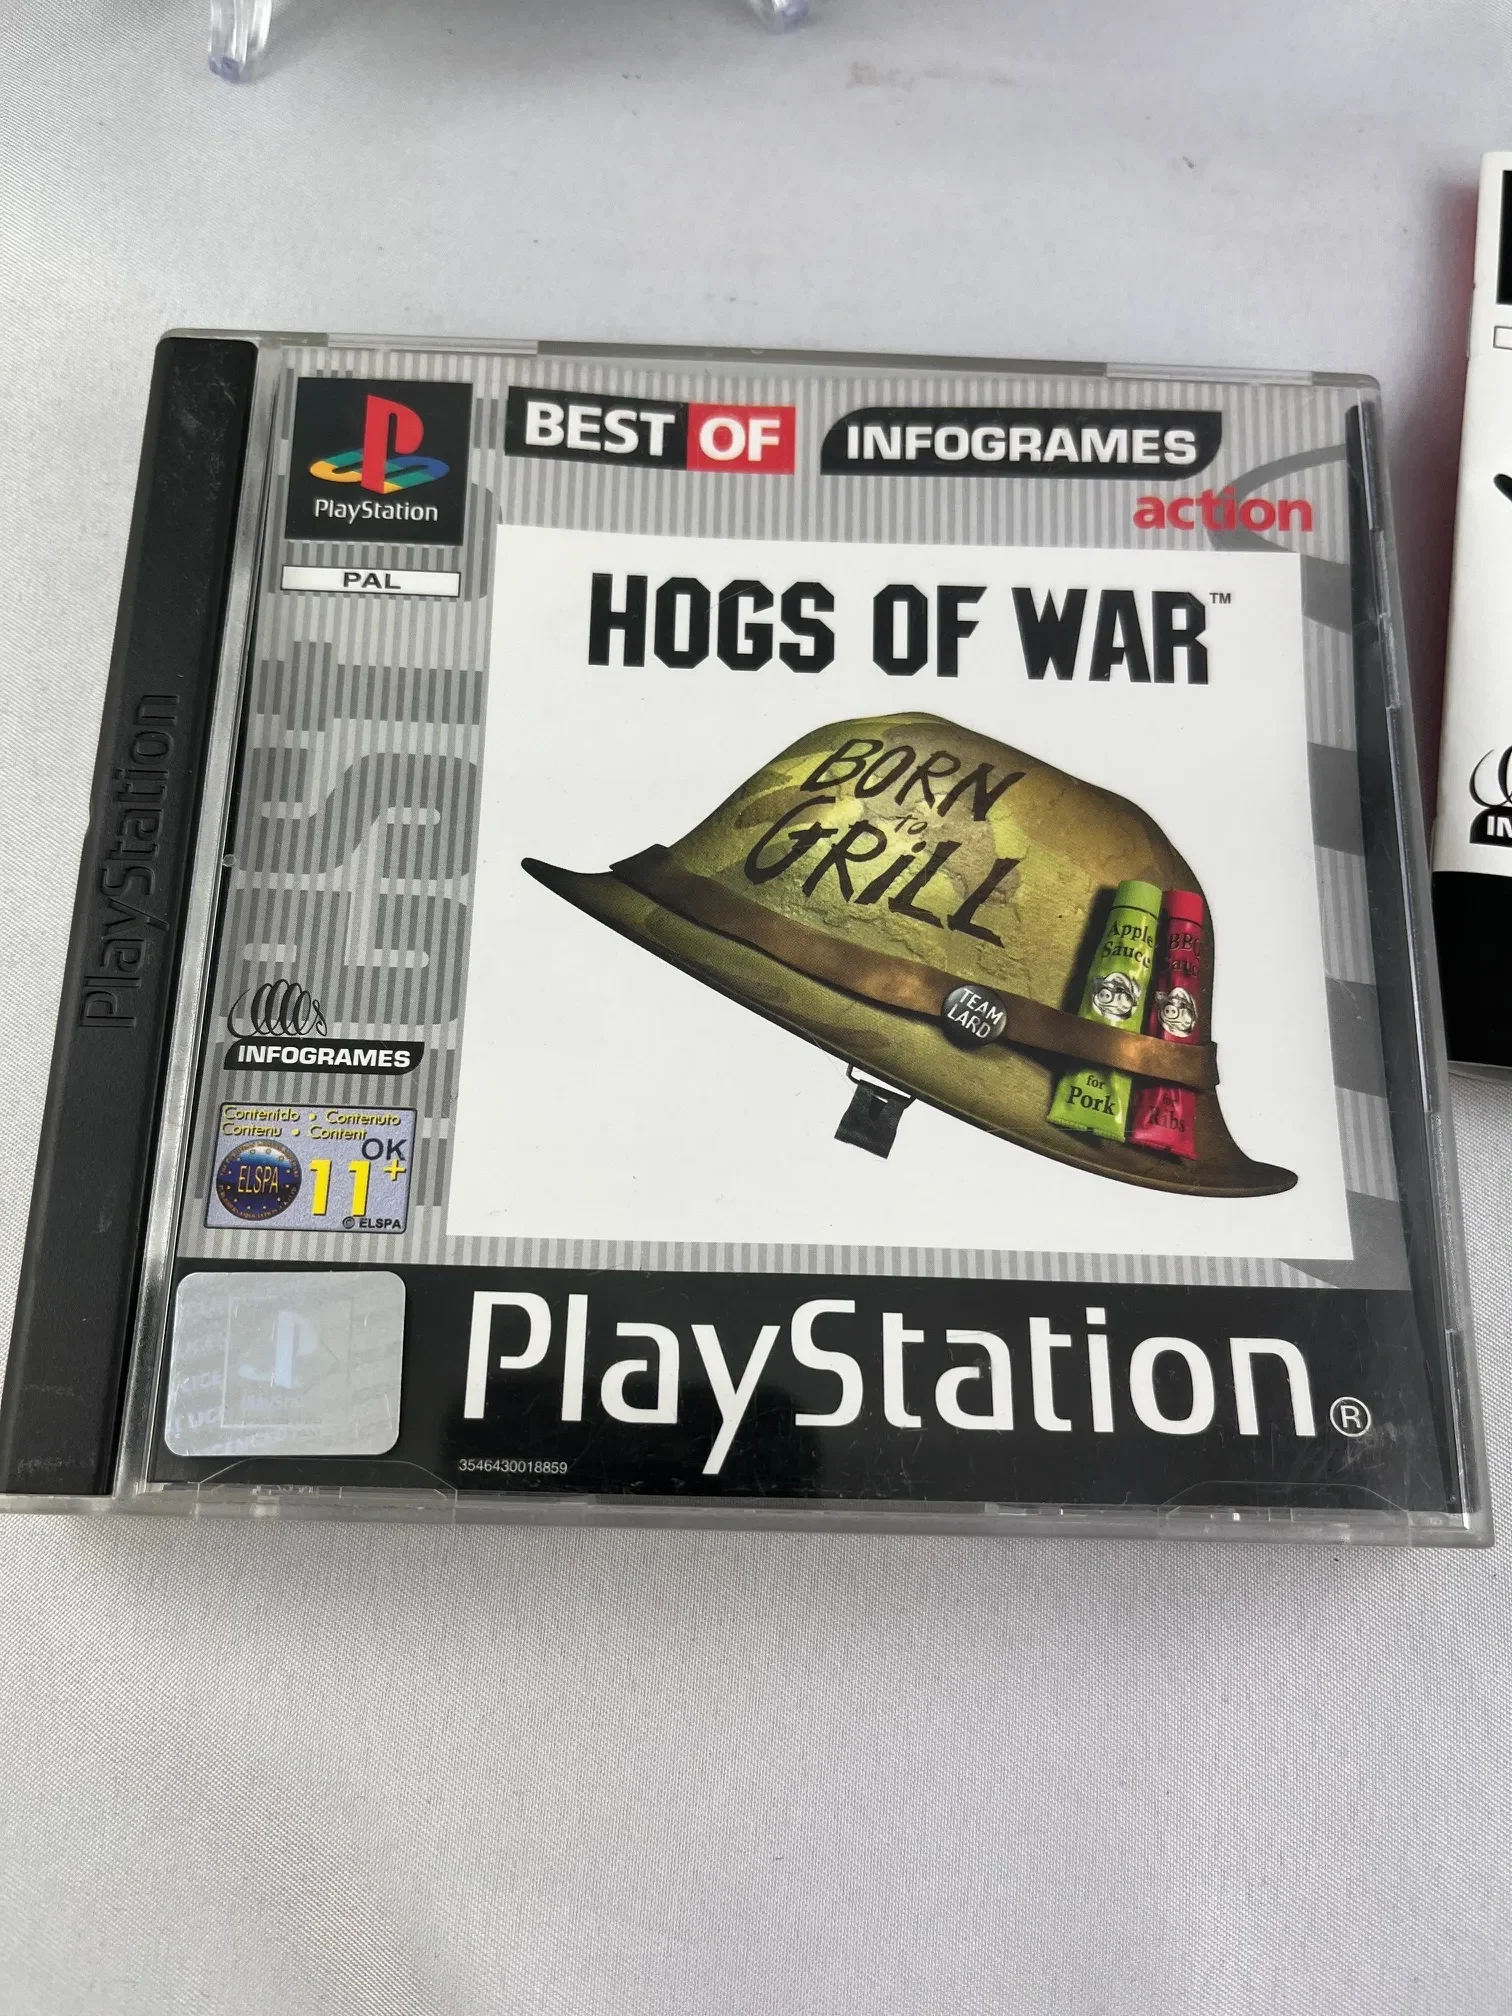 PlayStation
BEST OF
INFOGRAMES
action
PlayStation
PAL
HOGS OF WAR™
BORN
to
GRiLL
Apple
Sauce
BBQ
TEAM
LARD
for
Pork
for
Ribs
INFOGRAMES
Contenido • Contenuto
Contenu • Content
OK
ELSPA
11+
© ELSPA
PlayStation®
3546430018859